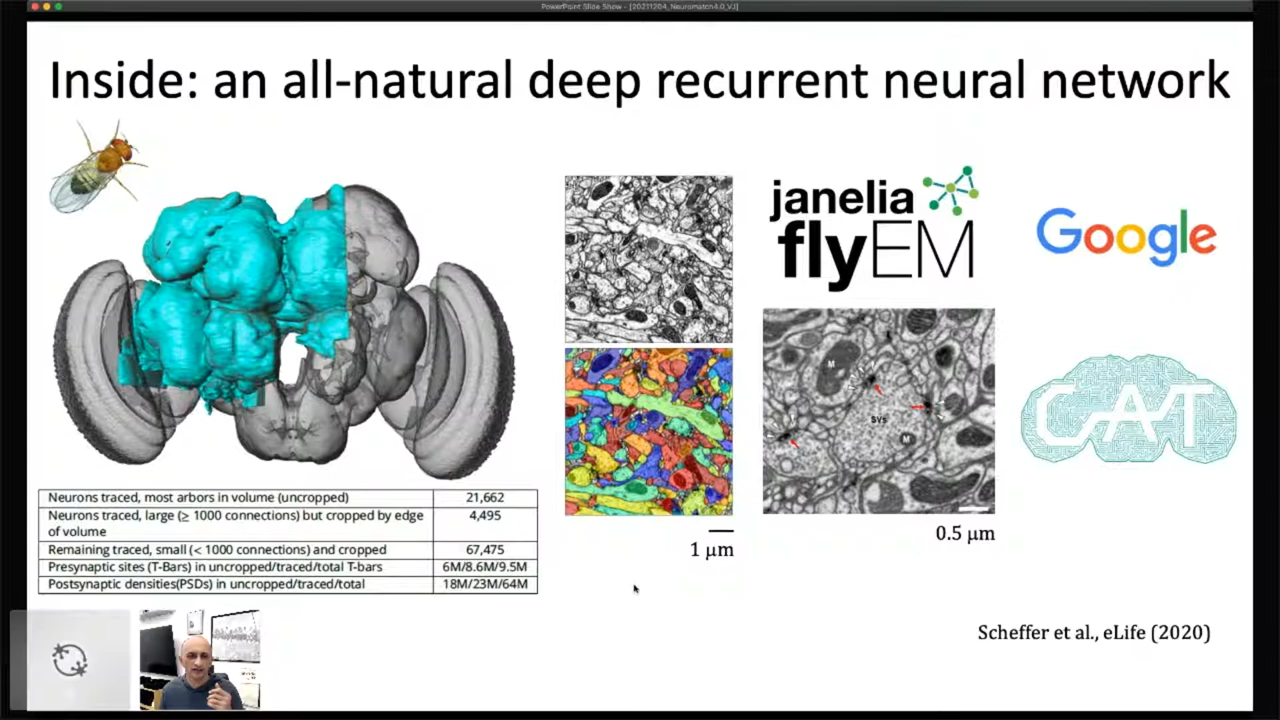 PowerPoint Slide Show - [20211204_Neuromatch4.0_VJ]
Inside: an all-natural deep recurrent neural network
janelia
flyEM
Google
M
SVs
M
CAT
0.5 μm
1 μm
Neurons traced, most arbors in volume (uncropped) 21,662
Neurons traced, large (≥ 1000 connections) but cropped by edge 4,495
of volume
Remaining traced, small (< 1000 connections) and cropped 67,475
Presynaptic sites (T-Bars) in uncropped/traced/total T-bars 6M/8.6M/9.5M
Postsynaptic densities(PSDs) in uncropped/traced/total 18M/23M/64M
Scheffer et al., eLife (2020)